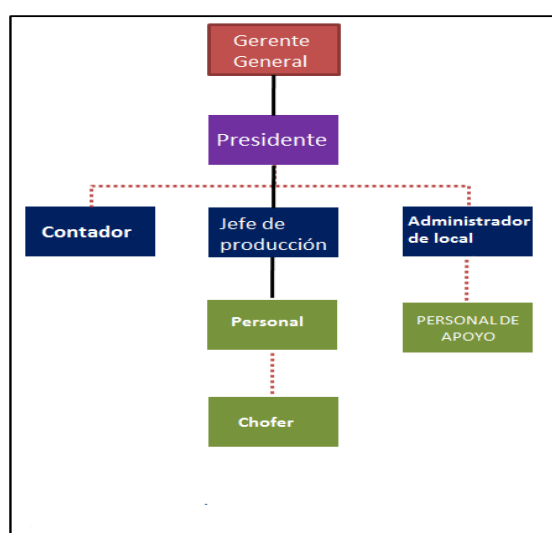 Gerente
General
Presidente
Contador
Jefe de
producción
Administrador
de local
Personal
PERSONAL DE
APOYO
Chofer